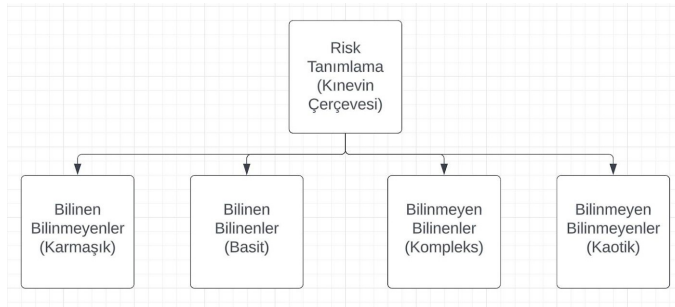 Risk
Tanımlama
(Kınevin
Çerçevesi)
Bilinen
Bilinmeyenler
(Karmaşık)
Bilinen
Bilinenler
(Basit)
Bilinmeyen
Bilinenler
(Kompleks)
Bilinmeyen
Bilinmeyenler
(Kaotik)